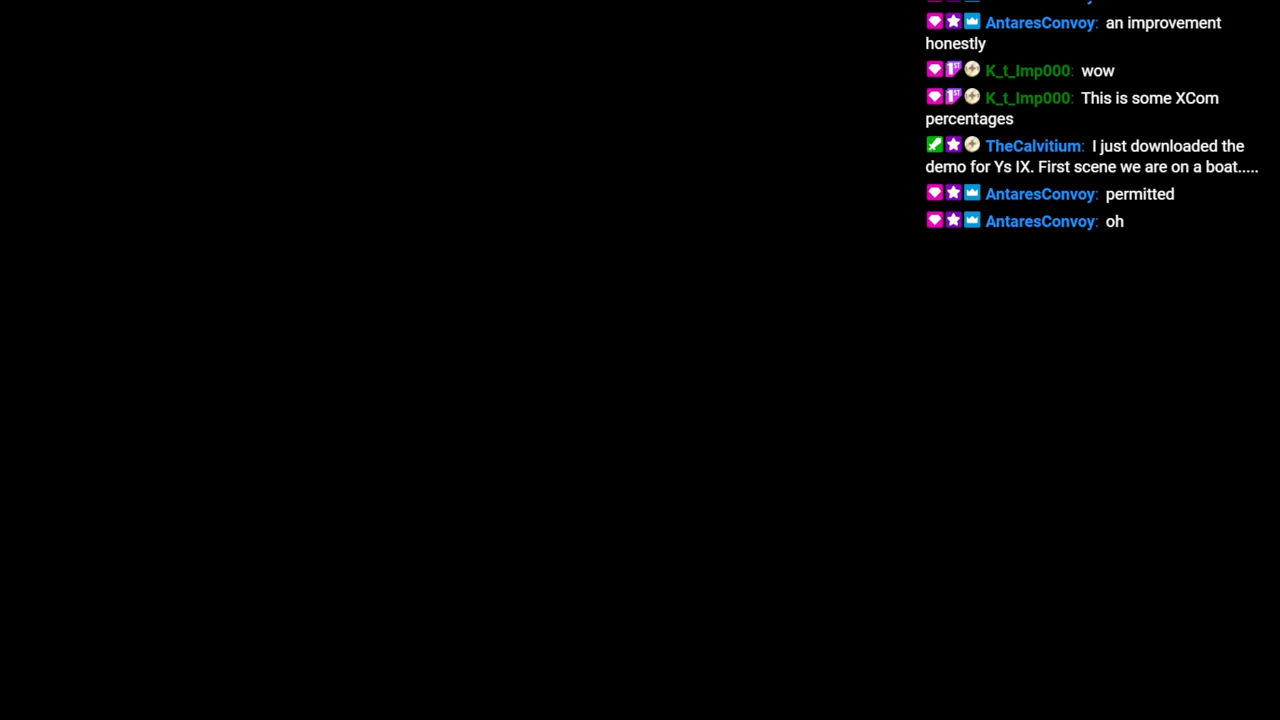 AntaresConvoy: an improvement
honestly
K_t_Imp000: wow
K_t_Imp000: This is some XCom
percentages
TheCalvitium: I just downloaded the
demo for Ys IX. First scene we are on a boat.....
AntaresConvoy: permitted
AntaresConvoy: oh